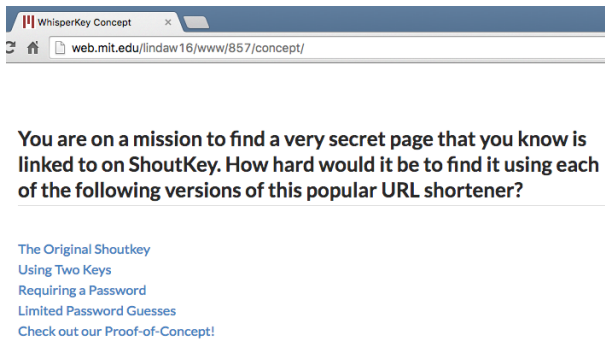 WhisperKey Concept
web.mit.edu/lindaw16/www/857/concept/
You are on a mission to find a very secret page that you know is
linked to on ShoutKey. How hard would it be to find it using each
of the following versions of this popular URL shortener?
The Original Shoutkey
Using Two Keys
Requiring a Password
Limited Password Guesses
Check out our Proof-of-Concept!